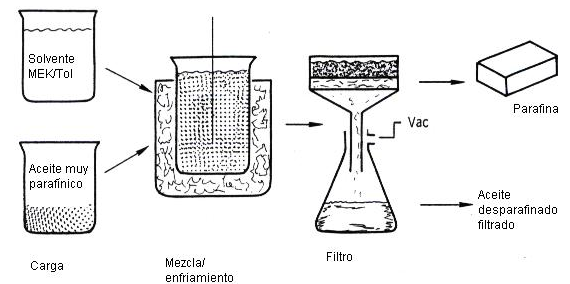 Solvente
MEK/Tol
Aceite muy
parafínico
Carga
Mezcla/
enfriamiento
Vac
Filtro
Parafina
Aceite
desparafinado
filtrado